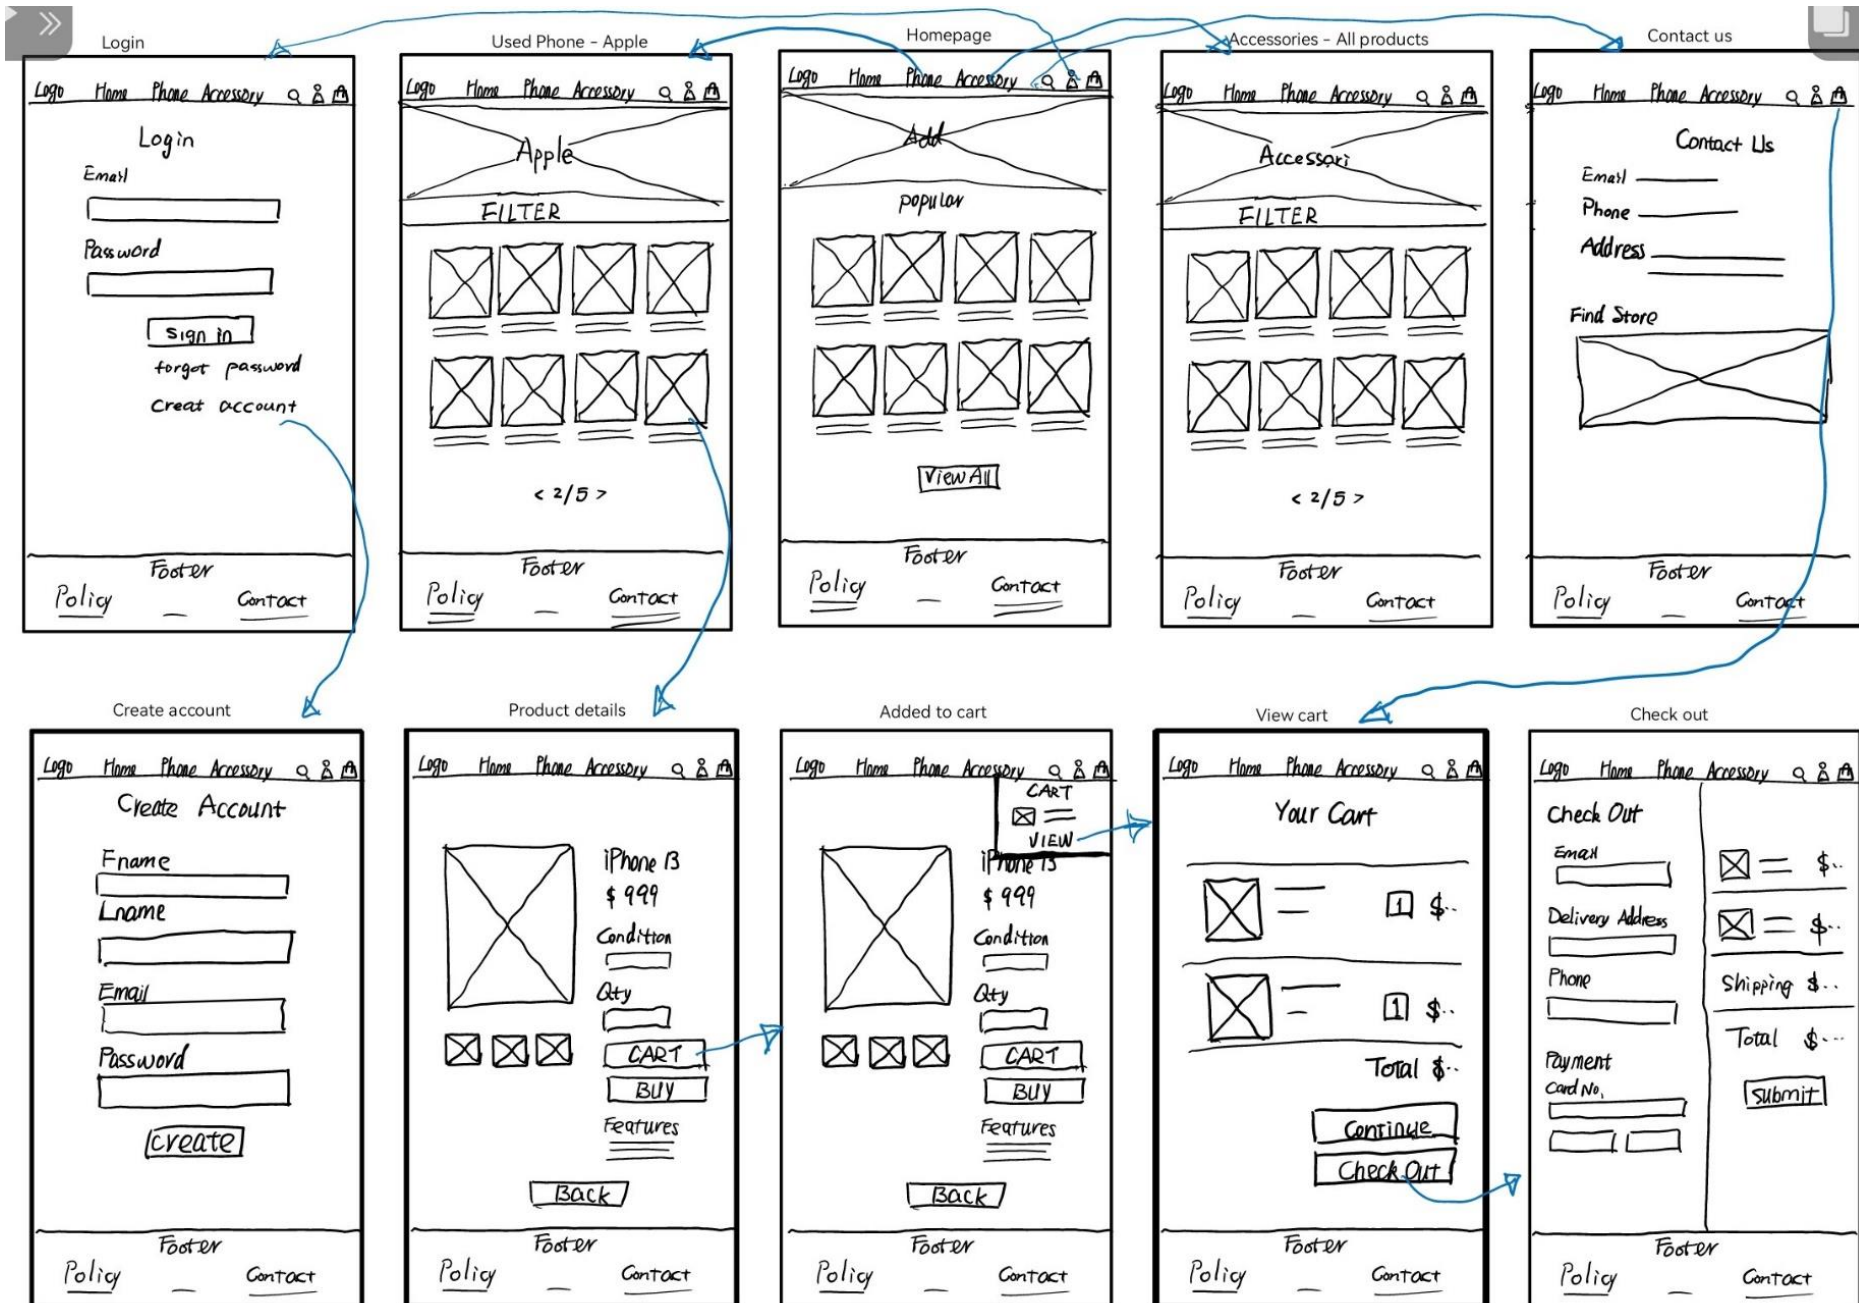 Login
Logo Home Phone Accessory
Login
Email
Password
Sign in
forgot password
Creat account
Footer
Policy Contact
Used Phone - Apple
Logo Home Phone Accessory
Apple
FILTER
< 2/5 >
Footer
Policy Contact
Homepage
Logo Home Phone Accessory
Add
popular
View All
Footer
Policy Contact
Accessories - All products
Logo Home Phone Accessory
Accessori
FILTER
< 2/5 >
Footer
Policy Contact
Contact us
Logo Home Phone Accessory
Contact Us
Email
Phone
Address
Find Store
Footer
Policy Contact
Create account
Logo Home Phone Accessory
Create Account
Fname
Lname
Email
Password
Create
Footer
Policy Contact
Product details
Logo Home Phone Accessory
iPhone 13
$ 999
Condition
Qty
CART
BUY
Features
Back
Footer
Policy Contact
Added to cart
Logo Home Phone Accessory
CART
VIEW
iPhone 13
$ 999
Condition
Qty
CART
BUY
Features
Back
Footer
Policy Contact
View cart
Logo Home Phone Accessory
Your Cart
1 $..
1 $..
Total $..
Continue
Check Out
Footer
Policy Contact
Check out
Logo Home Phone Accessory
Check Out
Email
Delivery Address
Phone
Payment
Card No.
$..
$..
Shipping $..
Total $...
Submit
Footer
Policy Contact